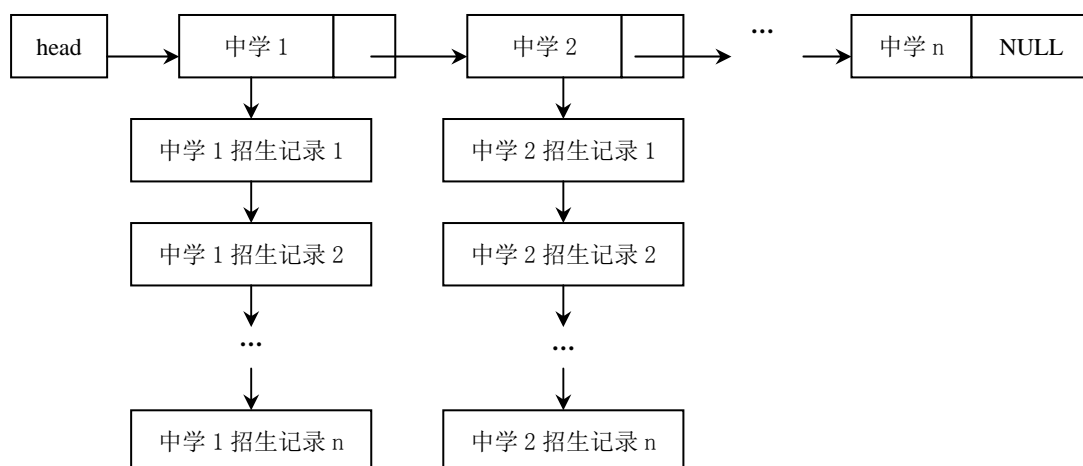 head 中学 1 中学 2 ... 中学 n NULL
中学 1 招生记录 1 中学 2 招生记录 1
中学 1 招生记录 2 中学 2 招生记录 2
... ...
中学 1 招生记录 n 中学 2 招生记录 n